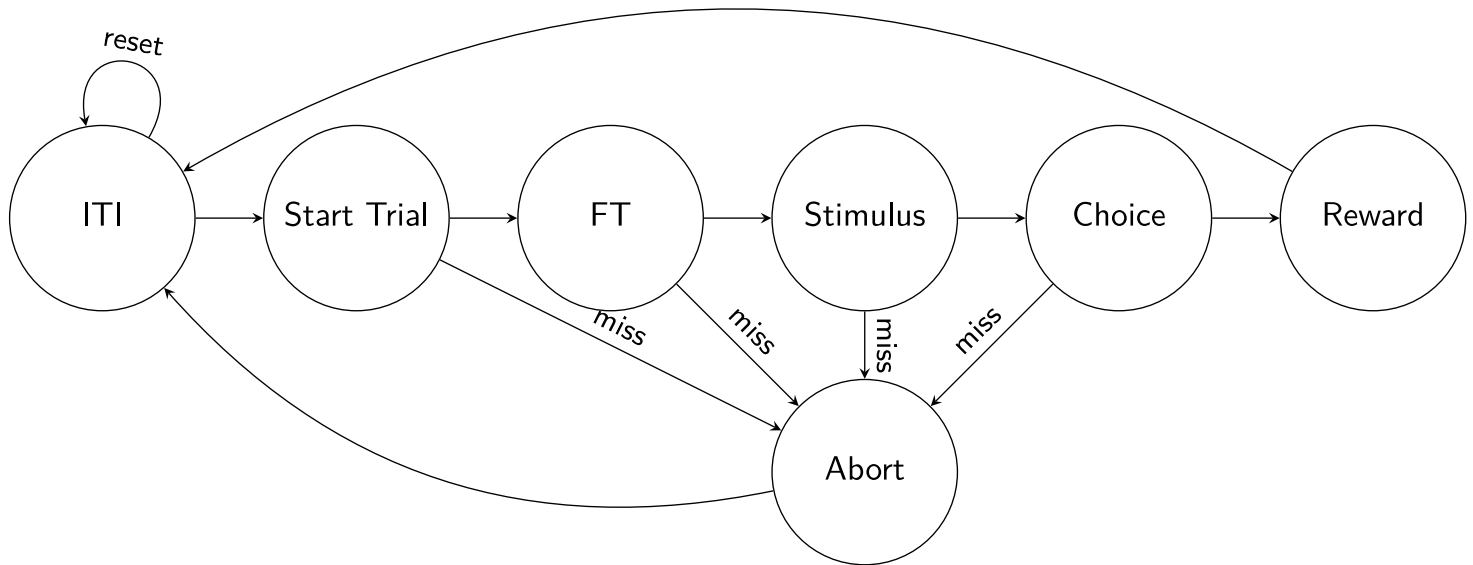 reset
ITI
Start Trial
FT
Stimulus
Choice
Reward
miss
miss
miss
miss
Abort